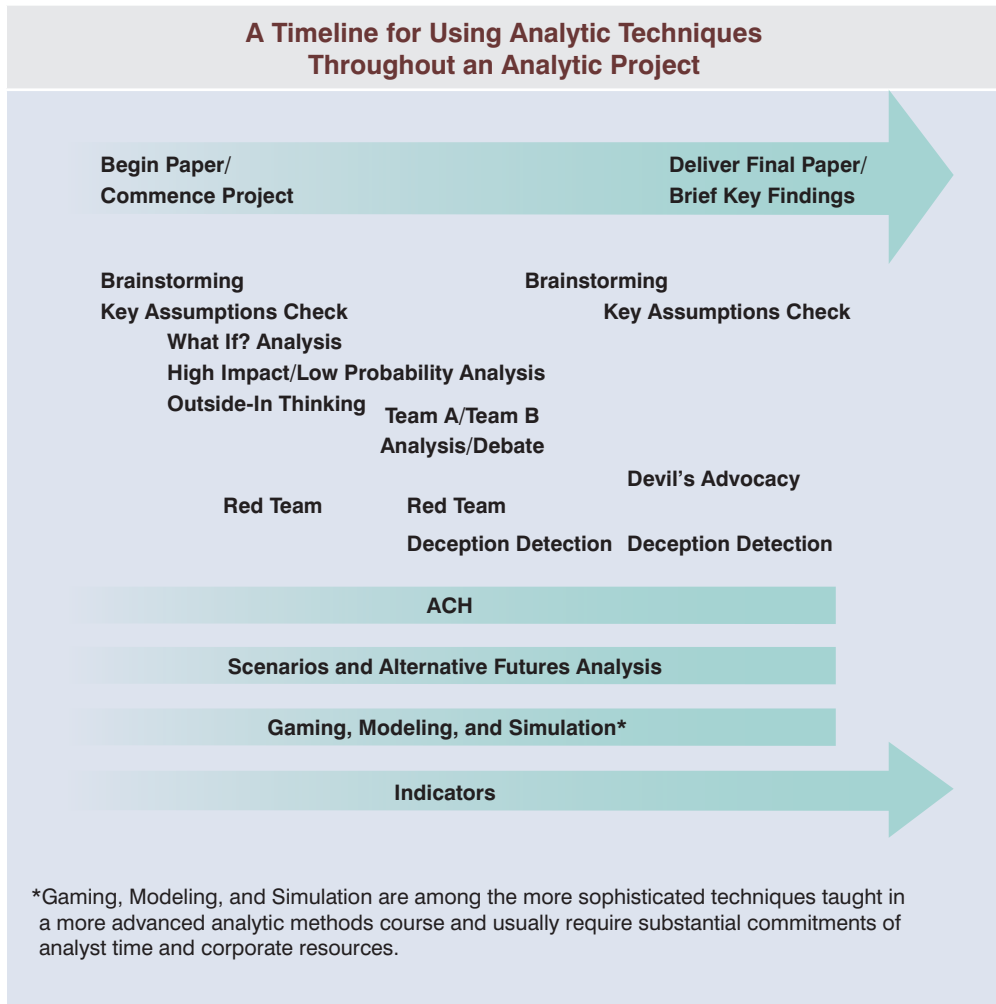 A Timeline for Using Analytic Techniques
Throughout an Analytic Project
Begin Paper/
Commence Project
Deliver Final Paper/
Brief Key Findings
Brainstorming
Key Assumptions Check
What If? Analysis
High Impact/Low Probability Analysis
Outside-In Thinking
Brainstorming
Key Assumptions Check
Team A/Team B
Analysis/Debate
Devil's Advocacy
Red Team
Red Team
Deception Detection
Deception Detection
ACH
Scenarios and Alternative Futures Analysis
Gaming, Modeling, and Simulation*
Indicators
*Gaming, Modeling, and Simulation are among the more sophisticated techniques taught in
a more advanced analytic methods course and usually require substantial commitments of
analyst time and corporate resources.